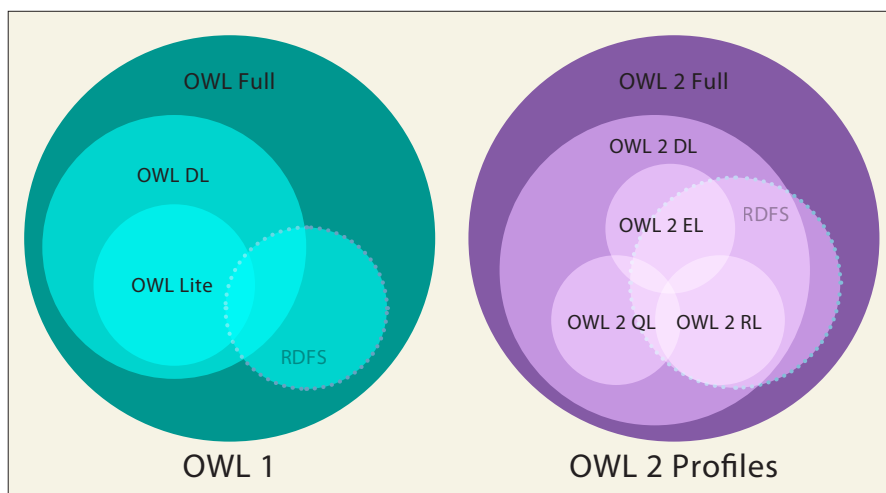 OWL Full
OWL DL
OWL Lite
RDFS
OWL 1
OWL 2 Full
OWL 2 DL
RDFS
OWL 2 EL
OWL 2 QL
OWL 2 RL
OWL 2 Profiles